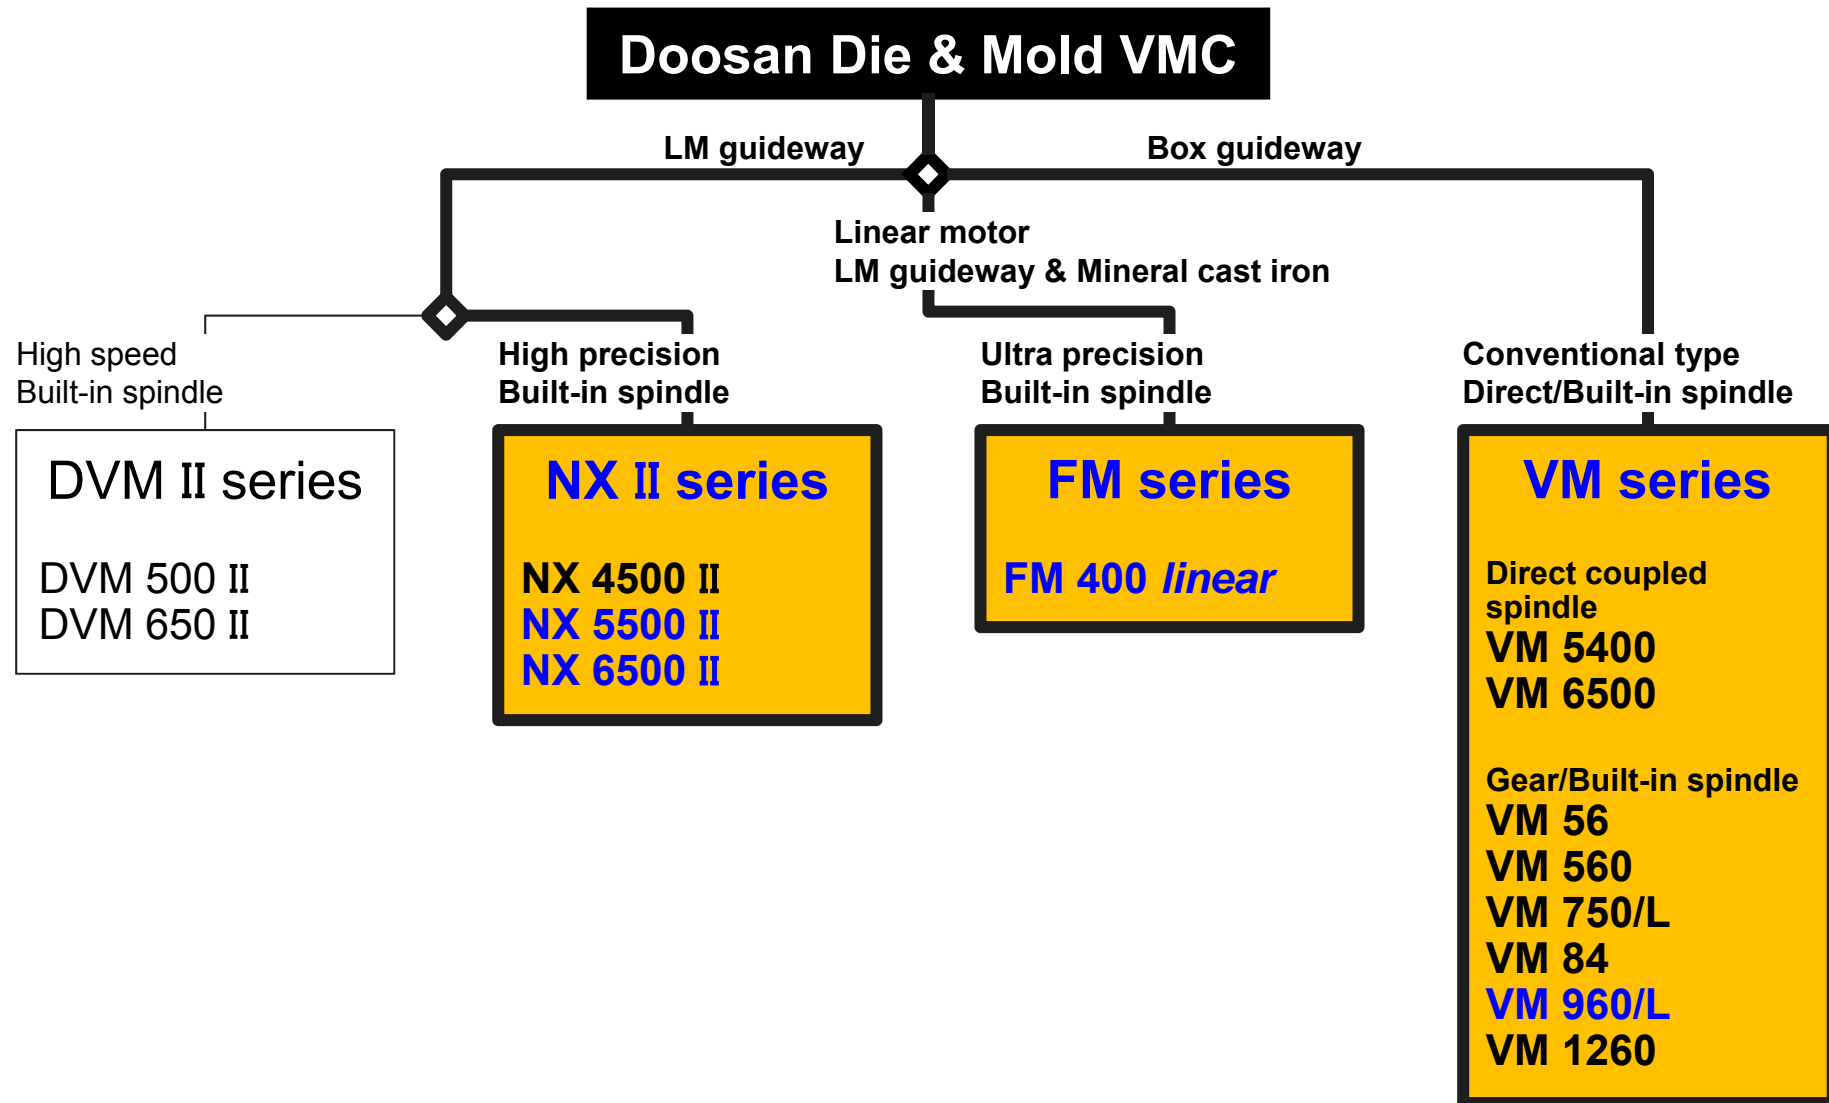 Doosan Die & Mold VMC
LM guideway
Box guideway
Linear motor
LM guideway & Mineral cast iron
High speed
Built-in spindle
DVM II series
DVM 500 II
DVM 650 II
High precision
Built-in spindle
NX II series
NX 4500 II
NX 5500 II
NX 6500 II
Ultra precision
Built-in spindle
FM series
FM 400 linear
Conventional type
Direct/Built-in spindle
VM series
Direct coupled
spindle
VM 5400
VM 6500
Gear/Built-in spindle
VM 56
VM 560
VM 750/L
VM 84
VM 960/L
VM 1260